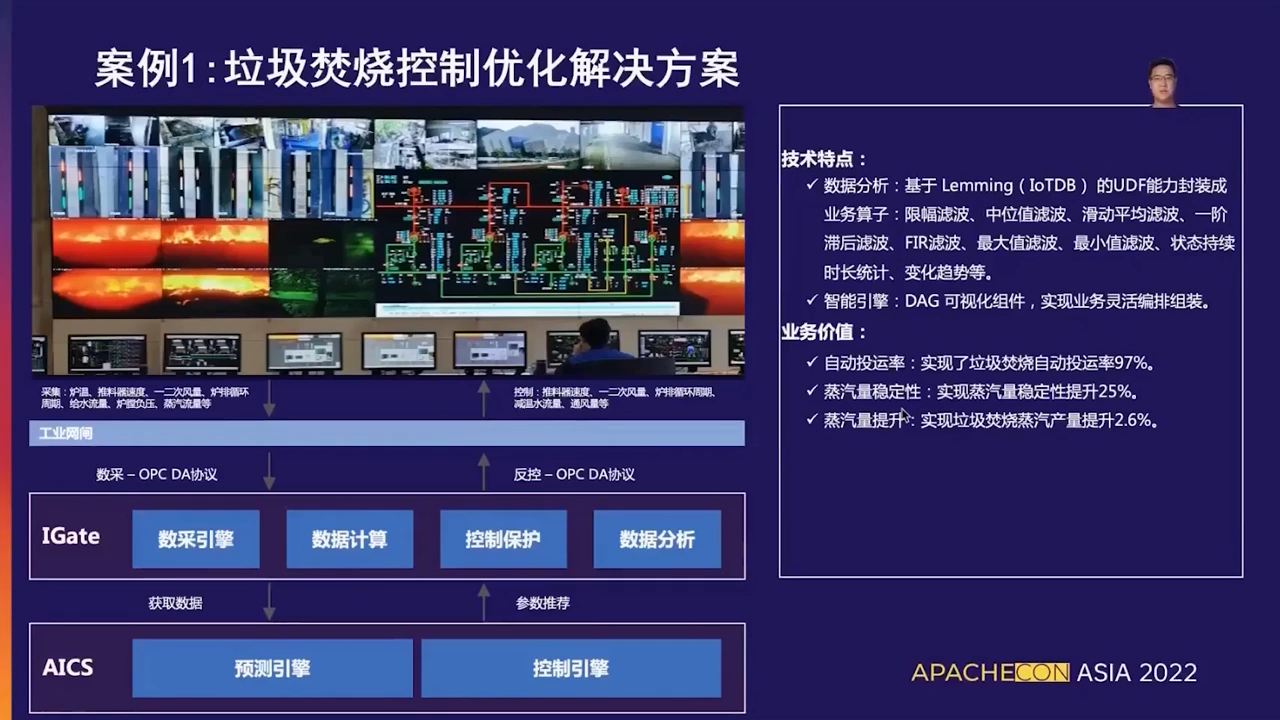 案例1：垃圾焚烧控制优化解决方案
采集：炉温、推料器速度、一二次风量、炉排循环
周期、给水流量、炉膛负压、蒸汽流量等
控制：推料器速度、一二次风量、炉排循环周期、
减温水流量、通风量等
工业网闸
数采 – OPC DA协议
反控 – OPC DA协议
IGate
数采引擎
数据计算
控制保护
数据分析
获取数据
参数推荐
AICS
预测引擎
控制引擎
技术特点：
✓ 数据分析：基于 Lemming（IoTDB ） 的UDF能力封装成
业务算子：限幅滤波、中位值滤波、滑动平均滤波、一阶
滞后滤波、FIR滤波、最大值滤波、最小值滤波、状态持续
时长统计、变化趋势等。
✓ 智能引擎：DAG 可视化组件，实现业务灵活编排组装。
业务价值：
✓ 自动投运率：实现了垃圾焚烧自动投运率97%。
✓ 蒸汽量稳定性：实现蒸汽量稳定性提升25%。
✓ 蒸汽量提升：实现垃圾焚烧蒸汽产量提升2.6%。
APACHECON ASIA 2022